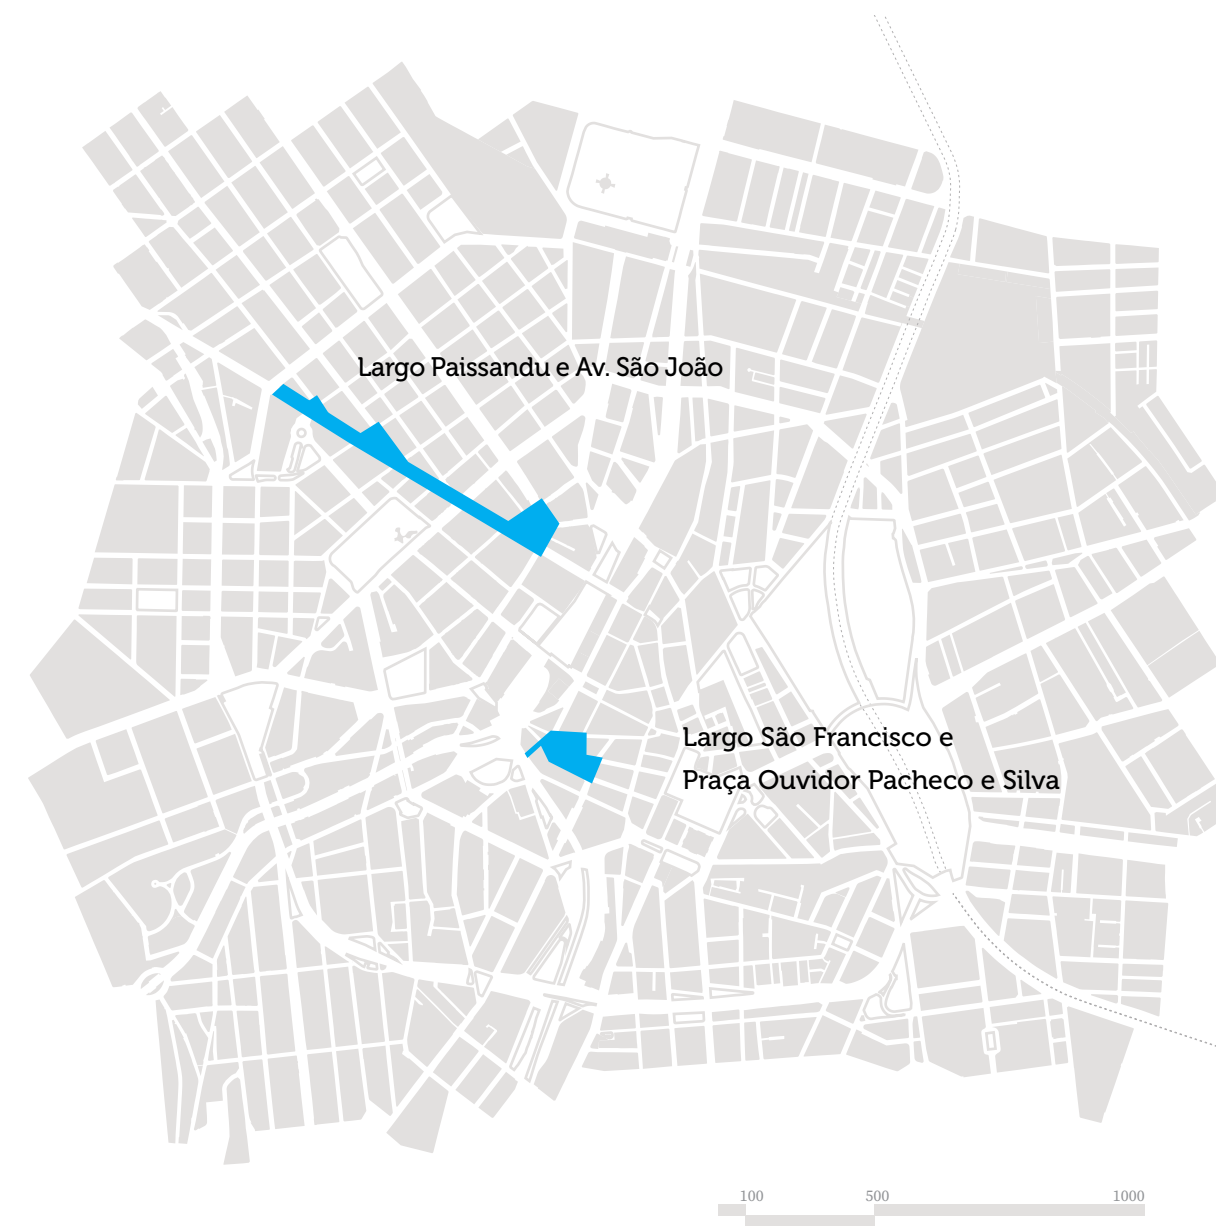 Largo Paissandu e Av. São João
Largo São Francisco e
Praça Ouvidor Pacheco e Silva
100 500 1000